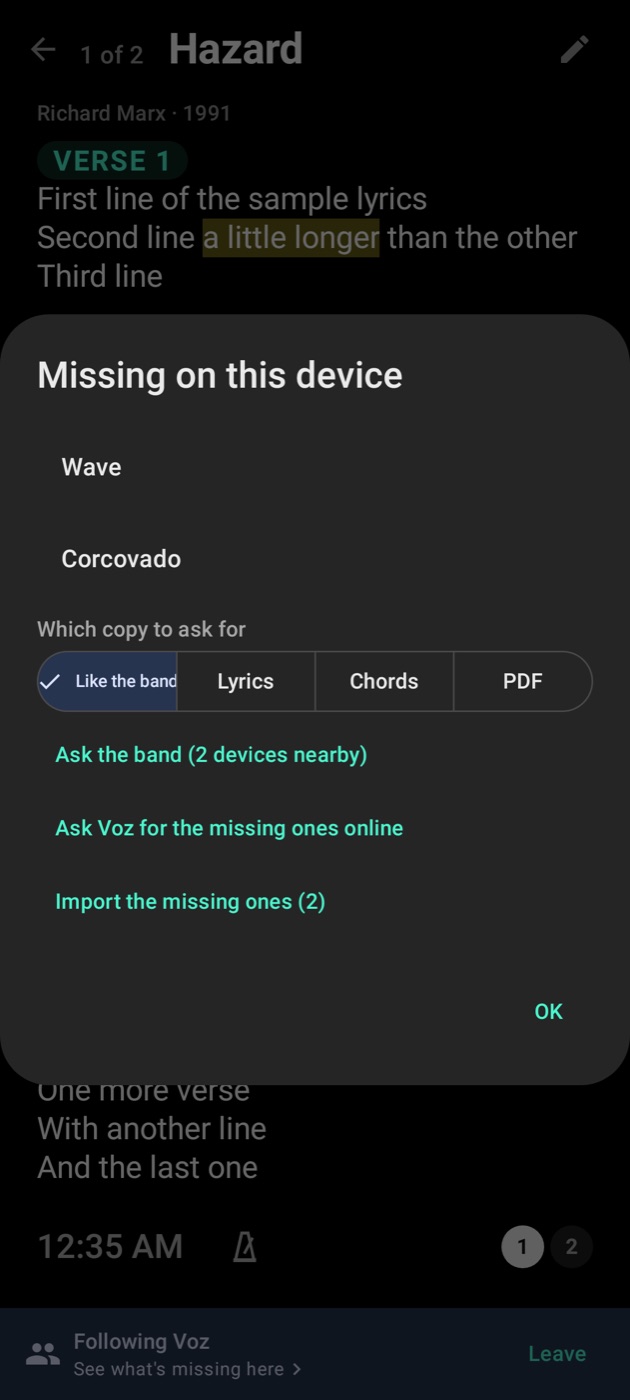 1 of 2 Hazard
Richard Marx · 1991
VERSE 1
First line of the sample lyrics
Second line a little longer than the other
Third line
Missing on this device
Wave
Corcovado
Which copy to ask for
Like the band Lyrics Chords PDF
Ask the band (2 devices nearby)
Ask Voz for the missing ones online
Import the missing ones (2)
OK
One more verse
With another line
And the last one
12:35 AM 1 2
Following Voz
See what's missing here
Leave